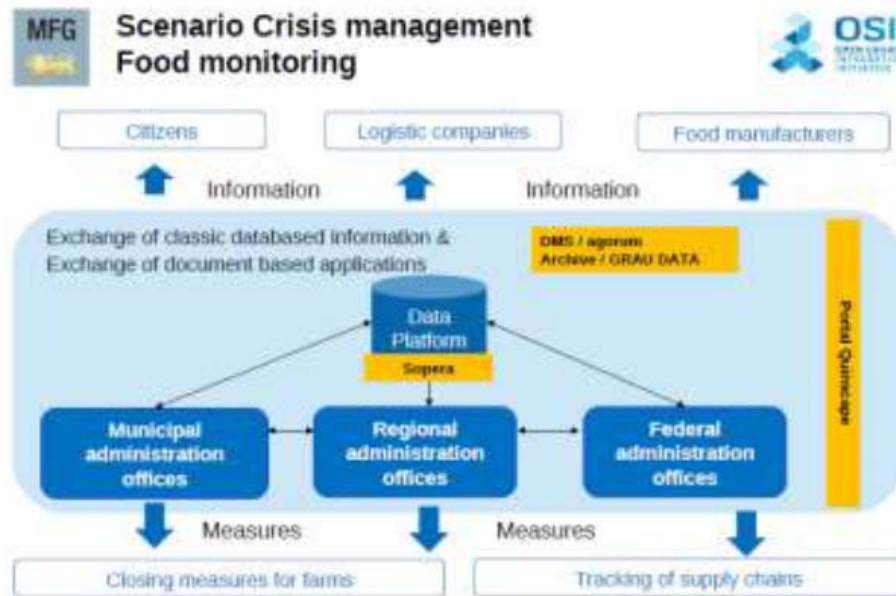 MFG
Scenario Crisis management
Food monitoring
OSI
Citizens
Logistic companies
Food manufacturers
Information
Information
Exchange of classic databased information &
Exchange of document based applications
DMS / agorum
Archive / GRAU DATA
Data
Platform
Sopera
Portal Quinscape
Municipal
administration
offices
Regional
administration
offices
Federal
administration
offices
Measures
Measures
Closing measures for farms
Tracking of supply chains